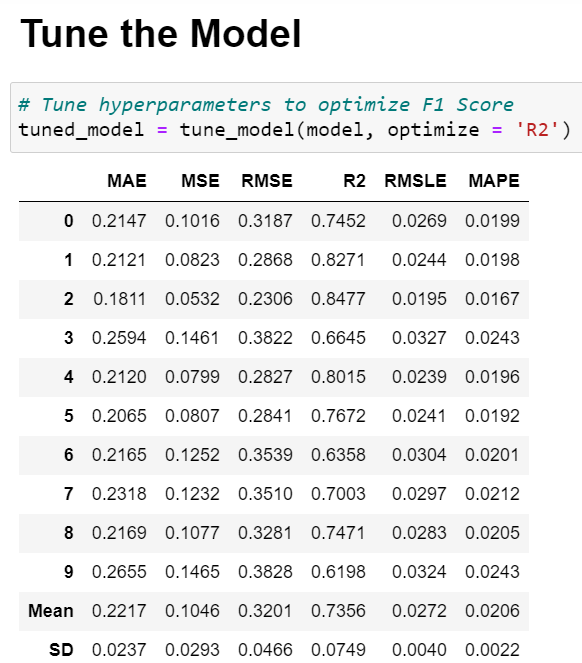 Tune the Model
# Tune hyperparameters to optimize F1 Score
tuned_model = tune_model(model, optimize = 'R2')
MAE MSE RMSE R2 RMSLE MAPE
0 0.2147 0.1016 0.3187 0.7452 0.0269 0.0199
1 0.2121 0.0823 0.2868 0.8271 0.0244 0.0198
2 0.1811 0.0532 0.2306 0.8477 0.0195 0.0167
3 0.2594 0.1461 0.3822 0.6645 0.0327 0.0243
4 0.2120 0.0799 0.2827 0.8015 0.0239 0.0196
5 0.2065 0.0807 0.2841 0.7672 0.0241 0.0192
6 0.2165 0.1252 0.3539 0.6358 0.0304 0.0201
7 0.2318 0.1232 0.3510 0.7003 0.0297 0.0212
8 0.2169 0.1077 0.3281 0.7471 0.0283 0.0205
9 0.2655 0.1465 0.3828 0.6198 0.0324 0.0243
Mean 0.2217 0.1046 0.3201 0.7356 0.0272 0.0206
SD 0.0237 0.0293 0.0466 0.0749 0.0040 0.0022